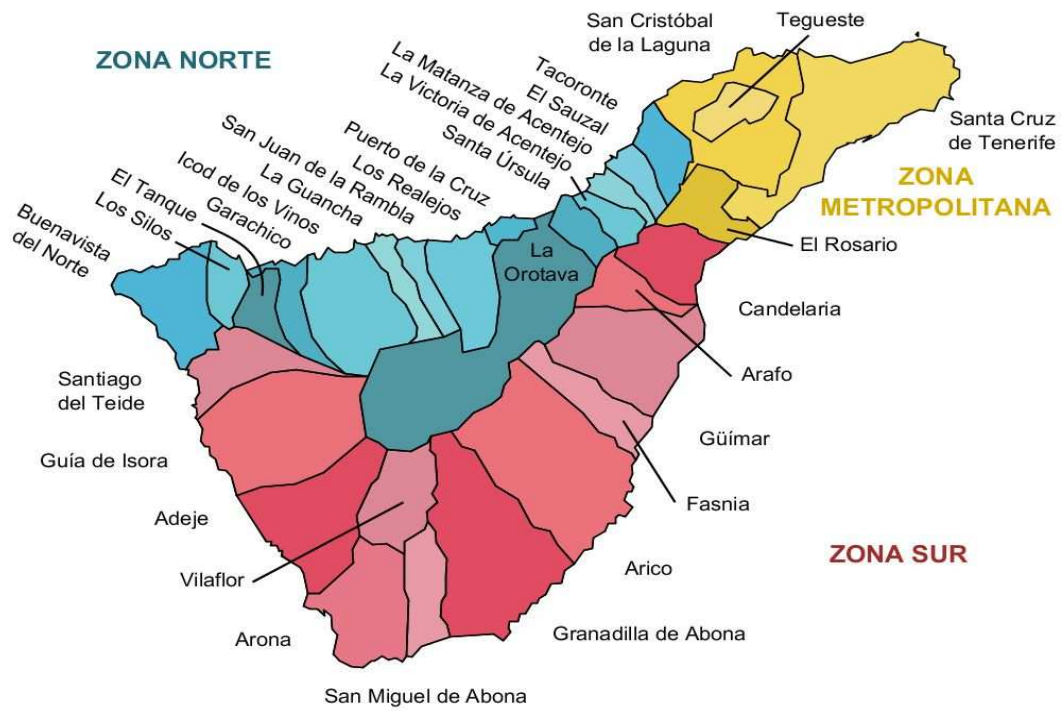 ZONA NORTE
San Cristóbal
de la Laguna
Tegueste
Tacoronte
El Sauzal
La Matanza de Acentejo
La Victoria de Acentejo
Santa Úrsula
Puerto de la Cruz
Los Realejos
San Juan de la Rambla
La Guancha
Icod de los Vinos
Garachico
El Tanque
Los Silos
Buenavista
del Norte
Santa Cruz
de Tenerife
ZONA
METROPOLITANA
El Rosario
La
Orotava
Candelaria
Arafo
Güímar
Fasnia
Santiago
del Teide
Guía de Isora
Adeje
Vilaflor
Arona
San Miguel de Abona
Granadilla de Abona
Arico
ZONA SUR